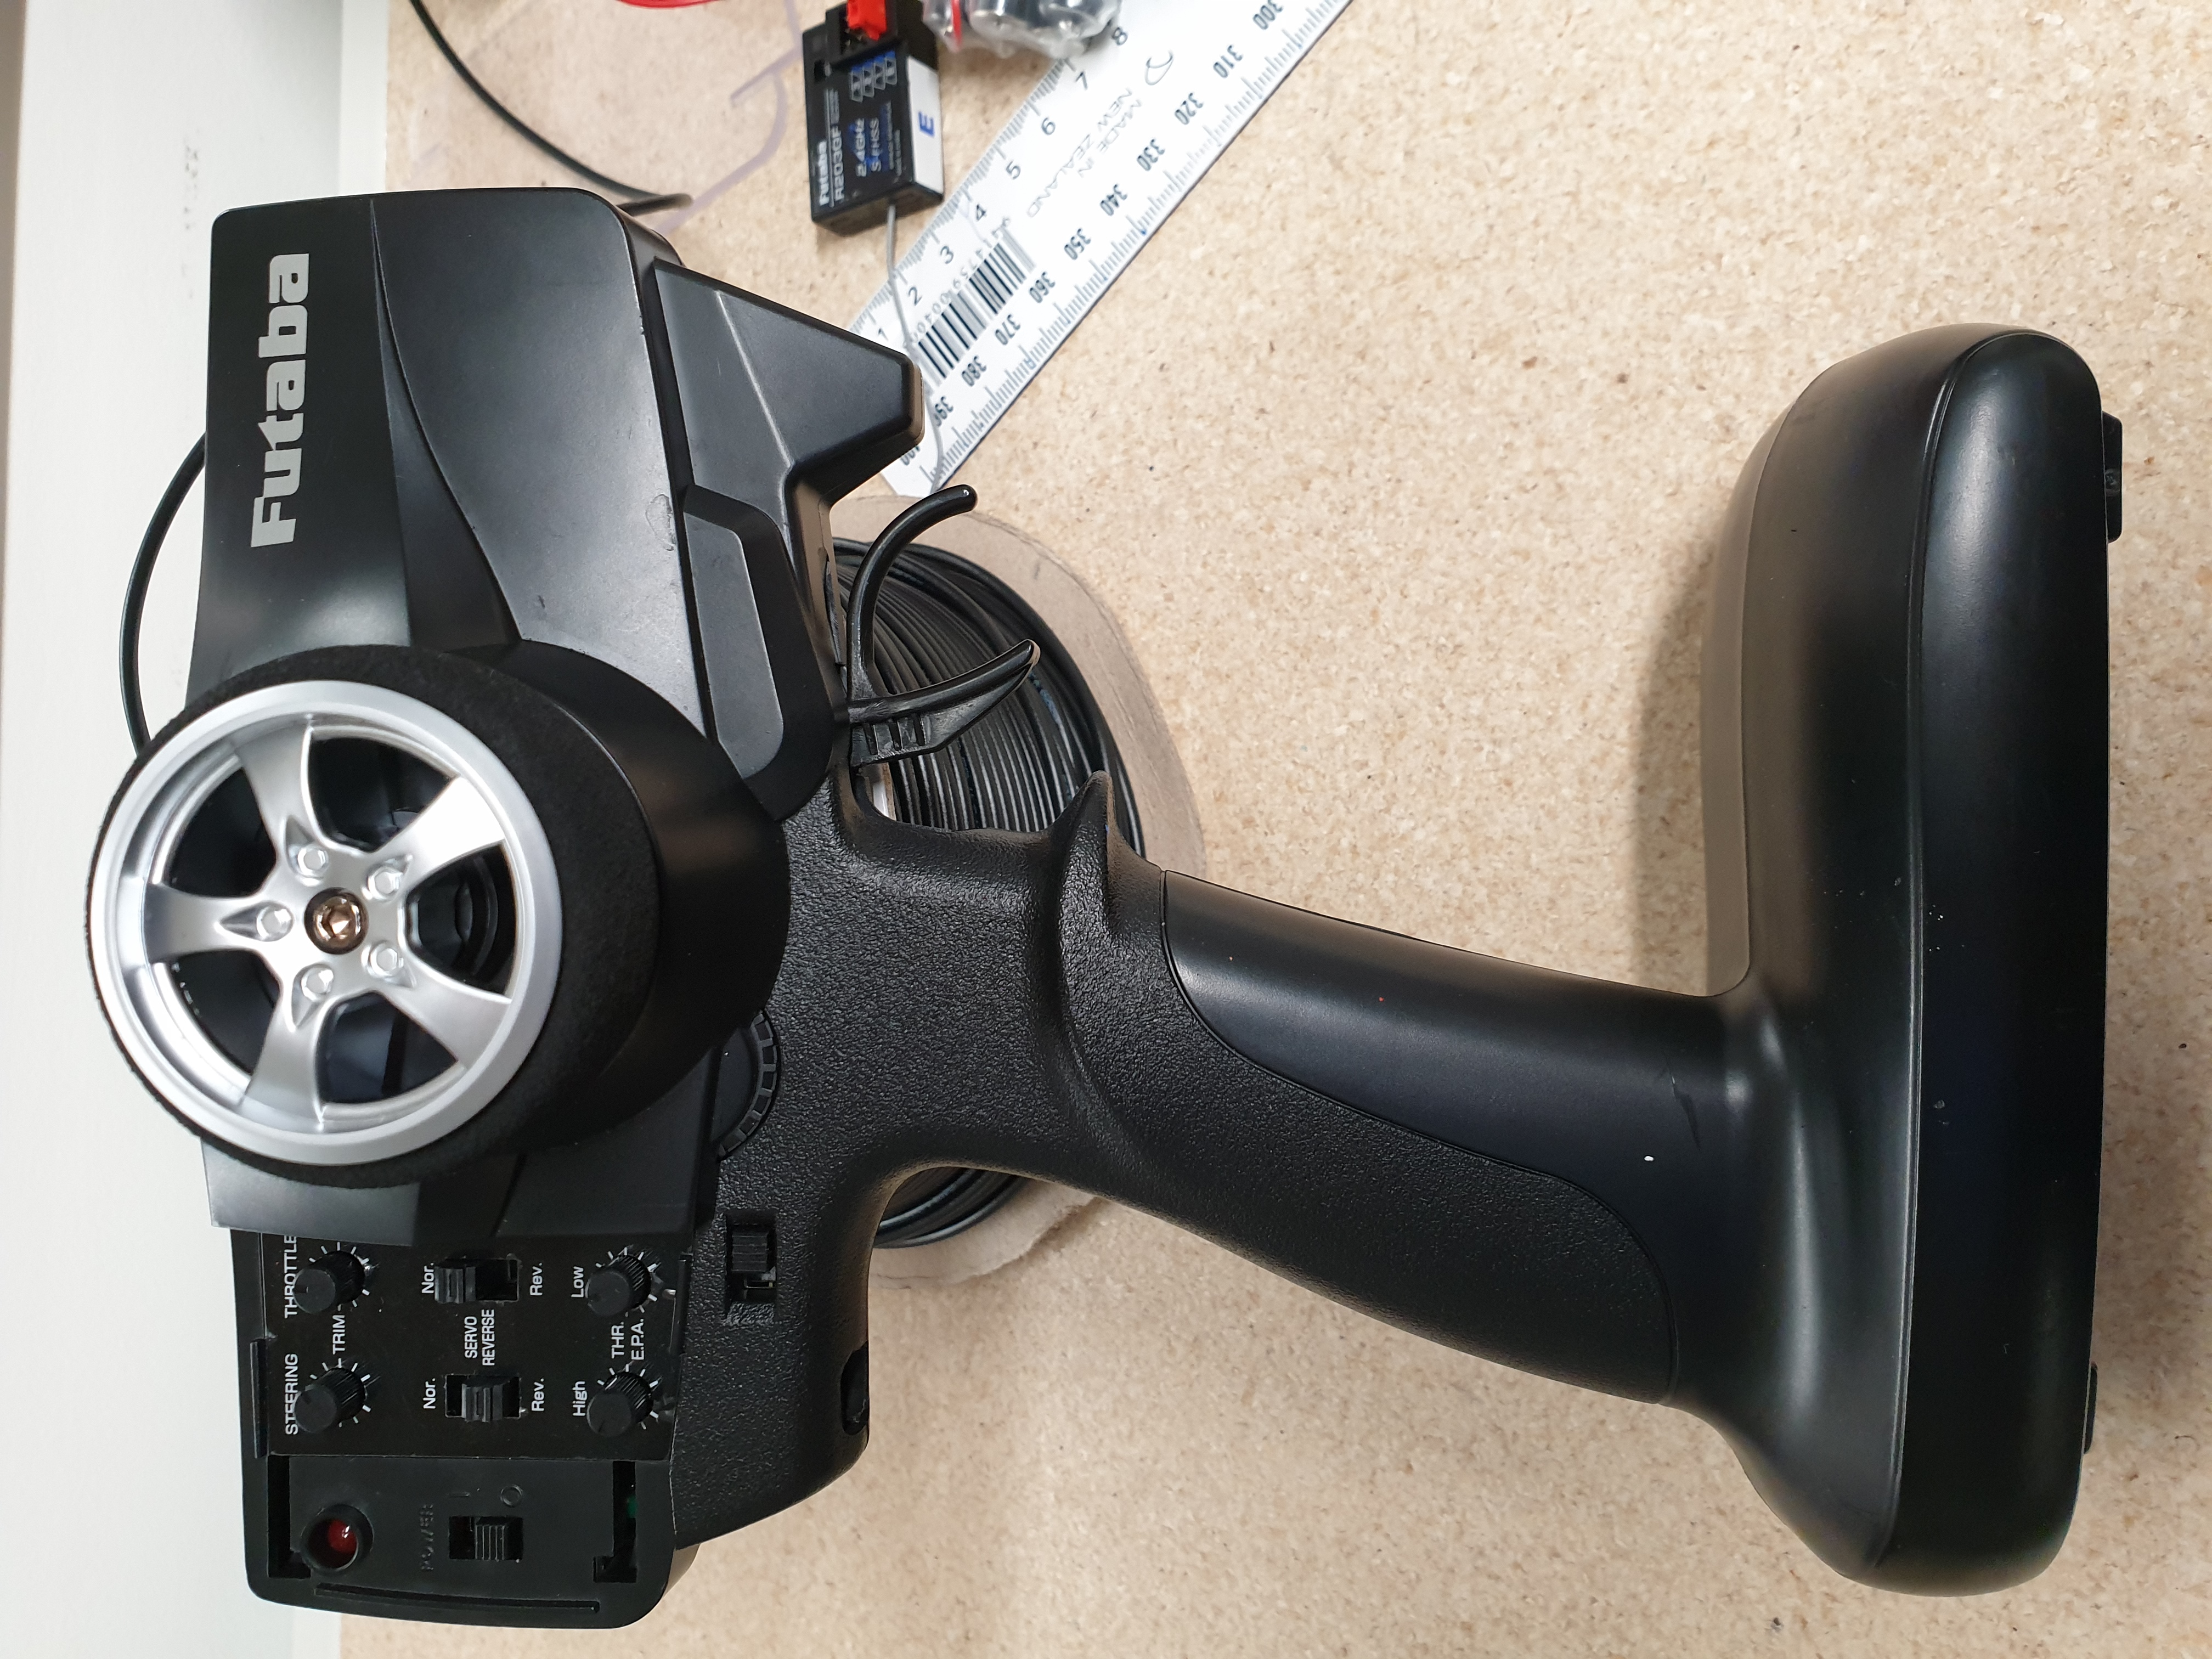 Futaba
STEERING THROTTLE
TRIM
POWER
I
O
Nor. Nor.
SERVO
REVERSE
Rev. Rev.
High Low
THR.
E.P.A.
Futaba
R203GF
2.4GHz
S-FHSS
E
1 2 3 4 5 6 7 8
MADE IN
NEW ZEALAND
400 390 380 370 360 350 340 330 320 310 300